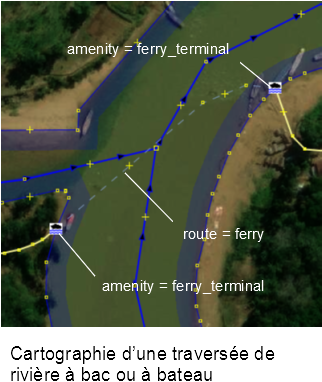 amenity = ferry_terminal
route = ferry
amenity = ferry_terminal
Cartographie d'une traversée de
rivière à bac ou à bateau